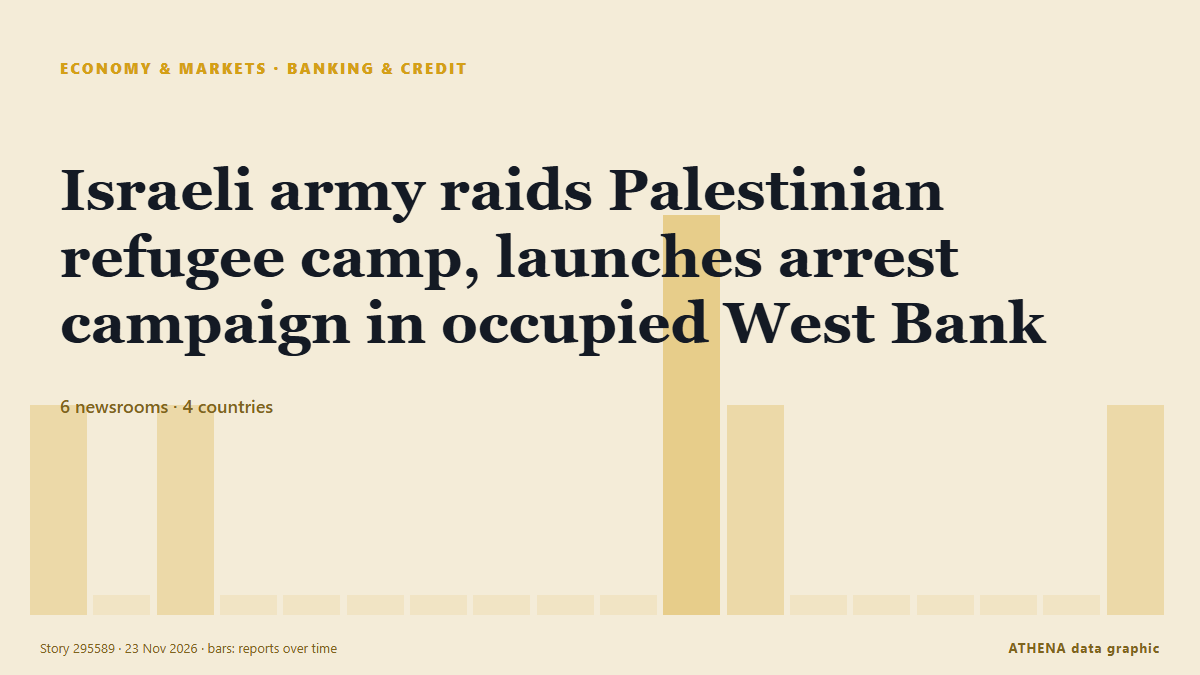 ECONOMY & MARKETS · BANKING & CREDIT
Israeli army raids Palestinian
refugee camp, launches arrest
campaign in occupied West Bank
6 newsrooms · 4 countries
Story 295589 · 23 Nov 2026 · bars: reports over time
ATHENA data graphic